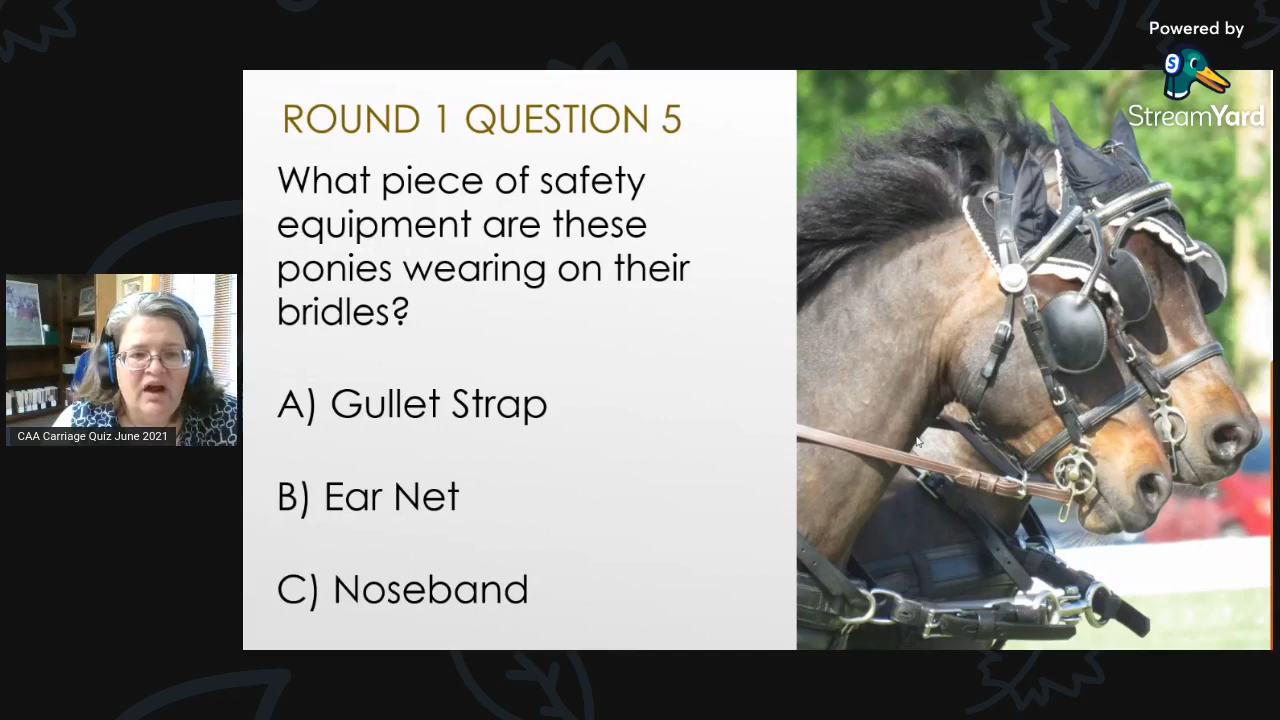 Powered by
StreamYard
ROUND 1 QUESTION 5
What piece of safety
equipment are these
ponies wearing on their
bridles?
A) Gullet Strap
B) Ear Net
C) Noseband
CAA Carriage Quiz June 2021